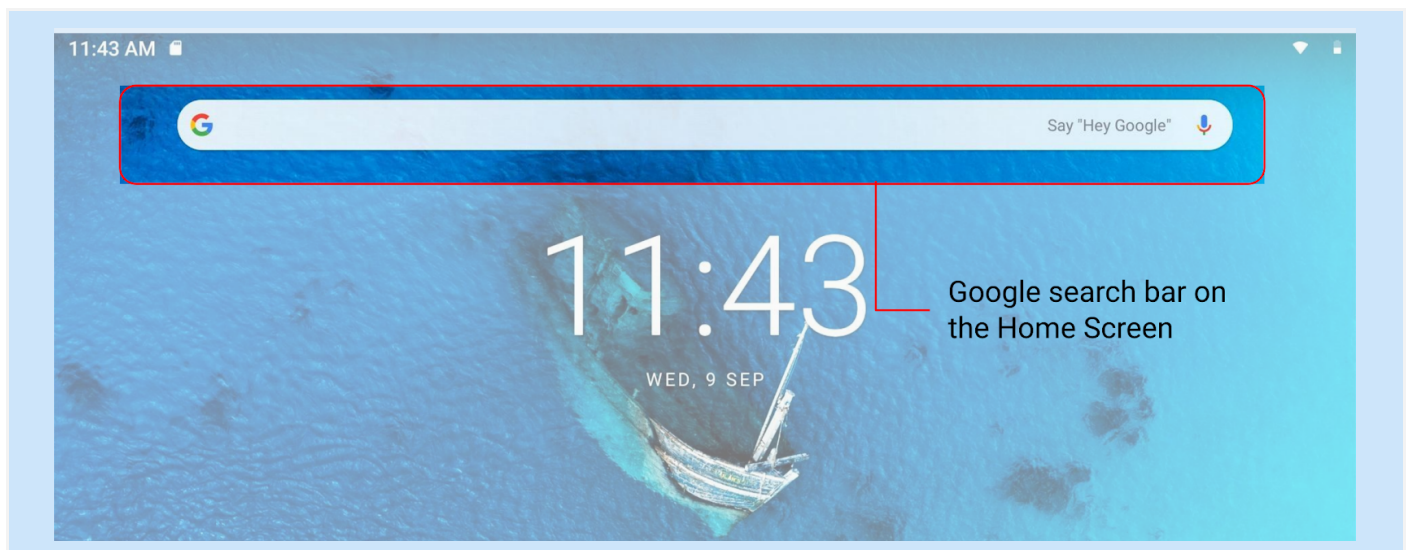 11:43 AM
G
Say "Hey Google"
11:43
WED, 9 SEP
Google search bar on
the Home Screen